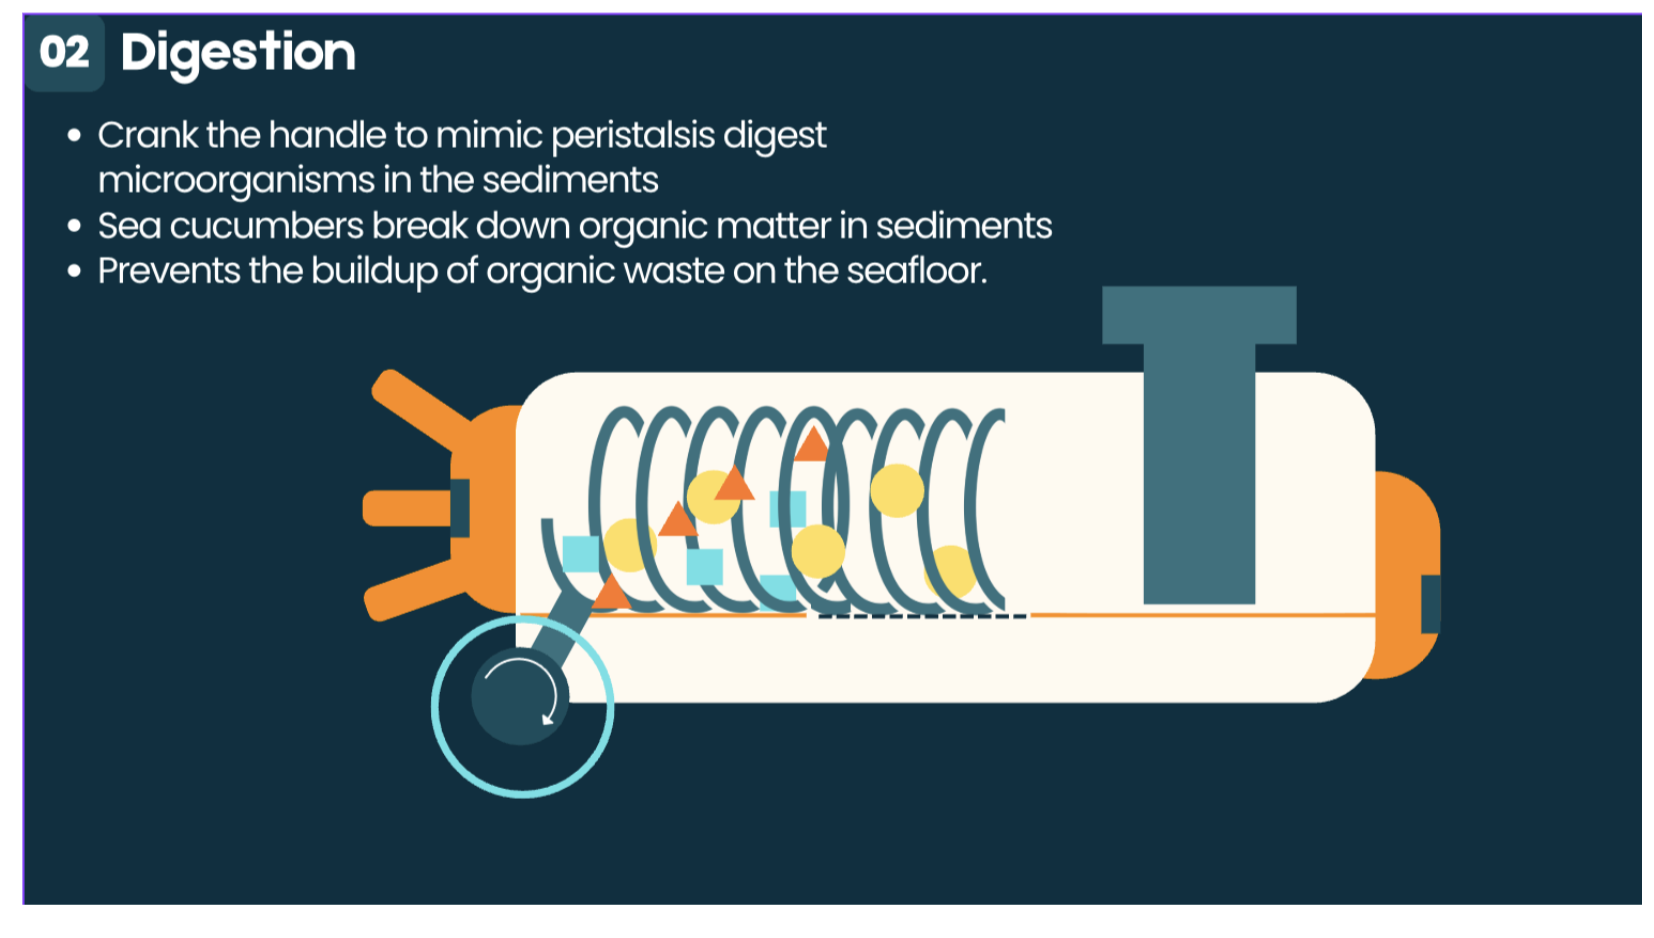 02 Digestion
• Crank the handle to mimic peristalsis digest
microorganisms in the sediments
• Sea cucumbers break down organic matter in sediments
• Prevents the buildup of organic waste on the seafloor.